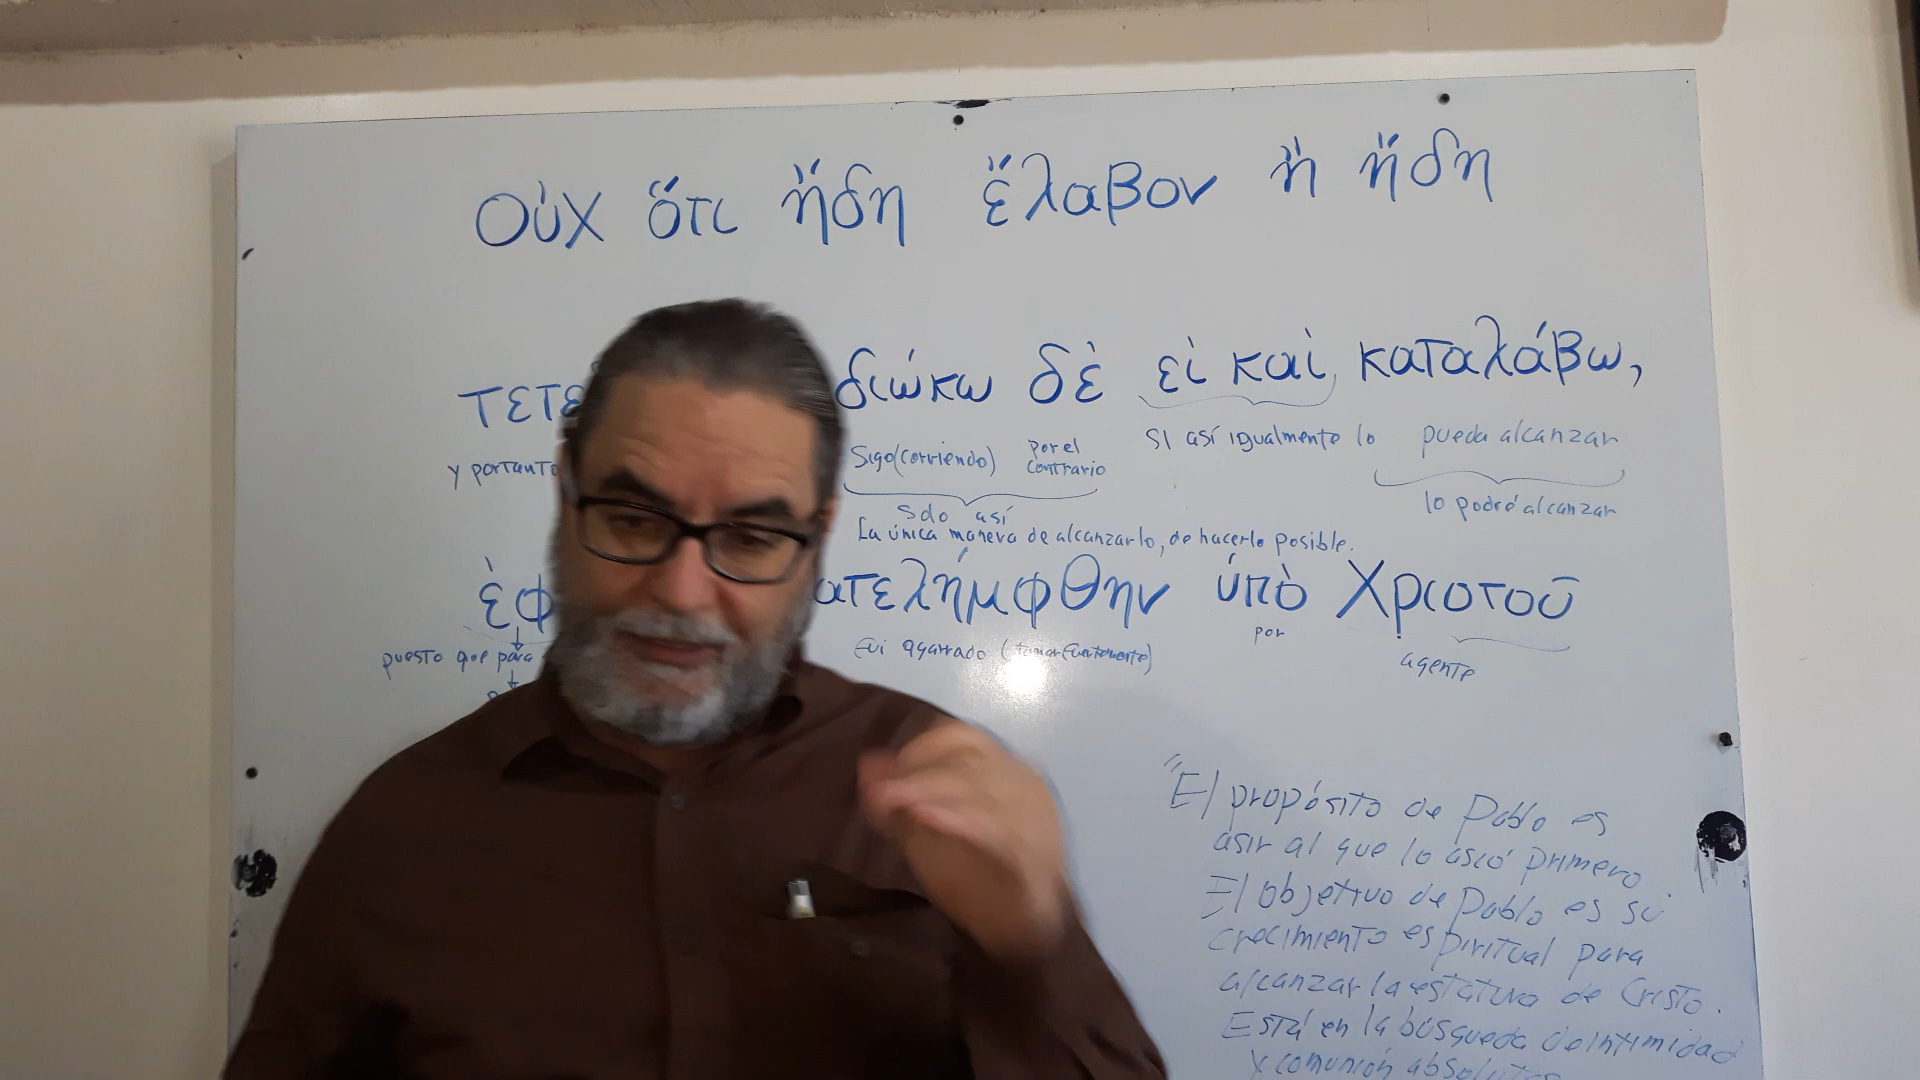 Οὐχ ὅτι ἤδη ἔλαβον ἢ ἤδη
διώκω δὲ εἰ καὶ καταλάβω,
y portanto
Sigo (corriendo) por el contrario
si así igualmente lo pueda alcanzar
lo podré alcanzar
Solo así
La única manera de alcanzarlo, de hacerlo posible.
ατελήμφθην ὑπὸ Χριστοῦ
puesto que para
fui agarrado (tomar fuertemente)
por
agente
"El propósito de Pablo es
asir al que lo asió primero.
El objetivo de Pablo es su
crecimiento espiritual para
alcanzar la estatura de Cristo.
Está en la búsqueda de intimidad
y comunión